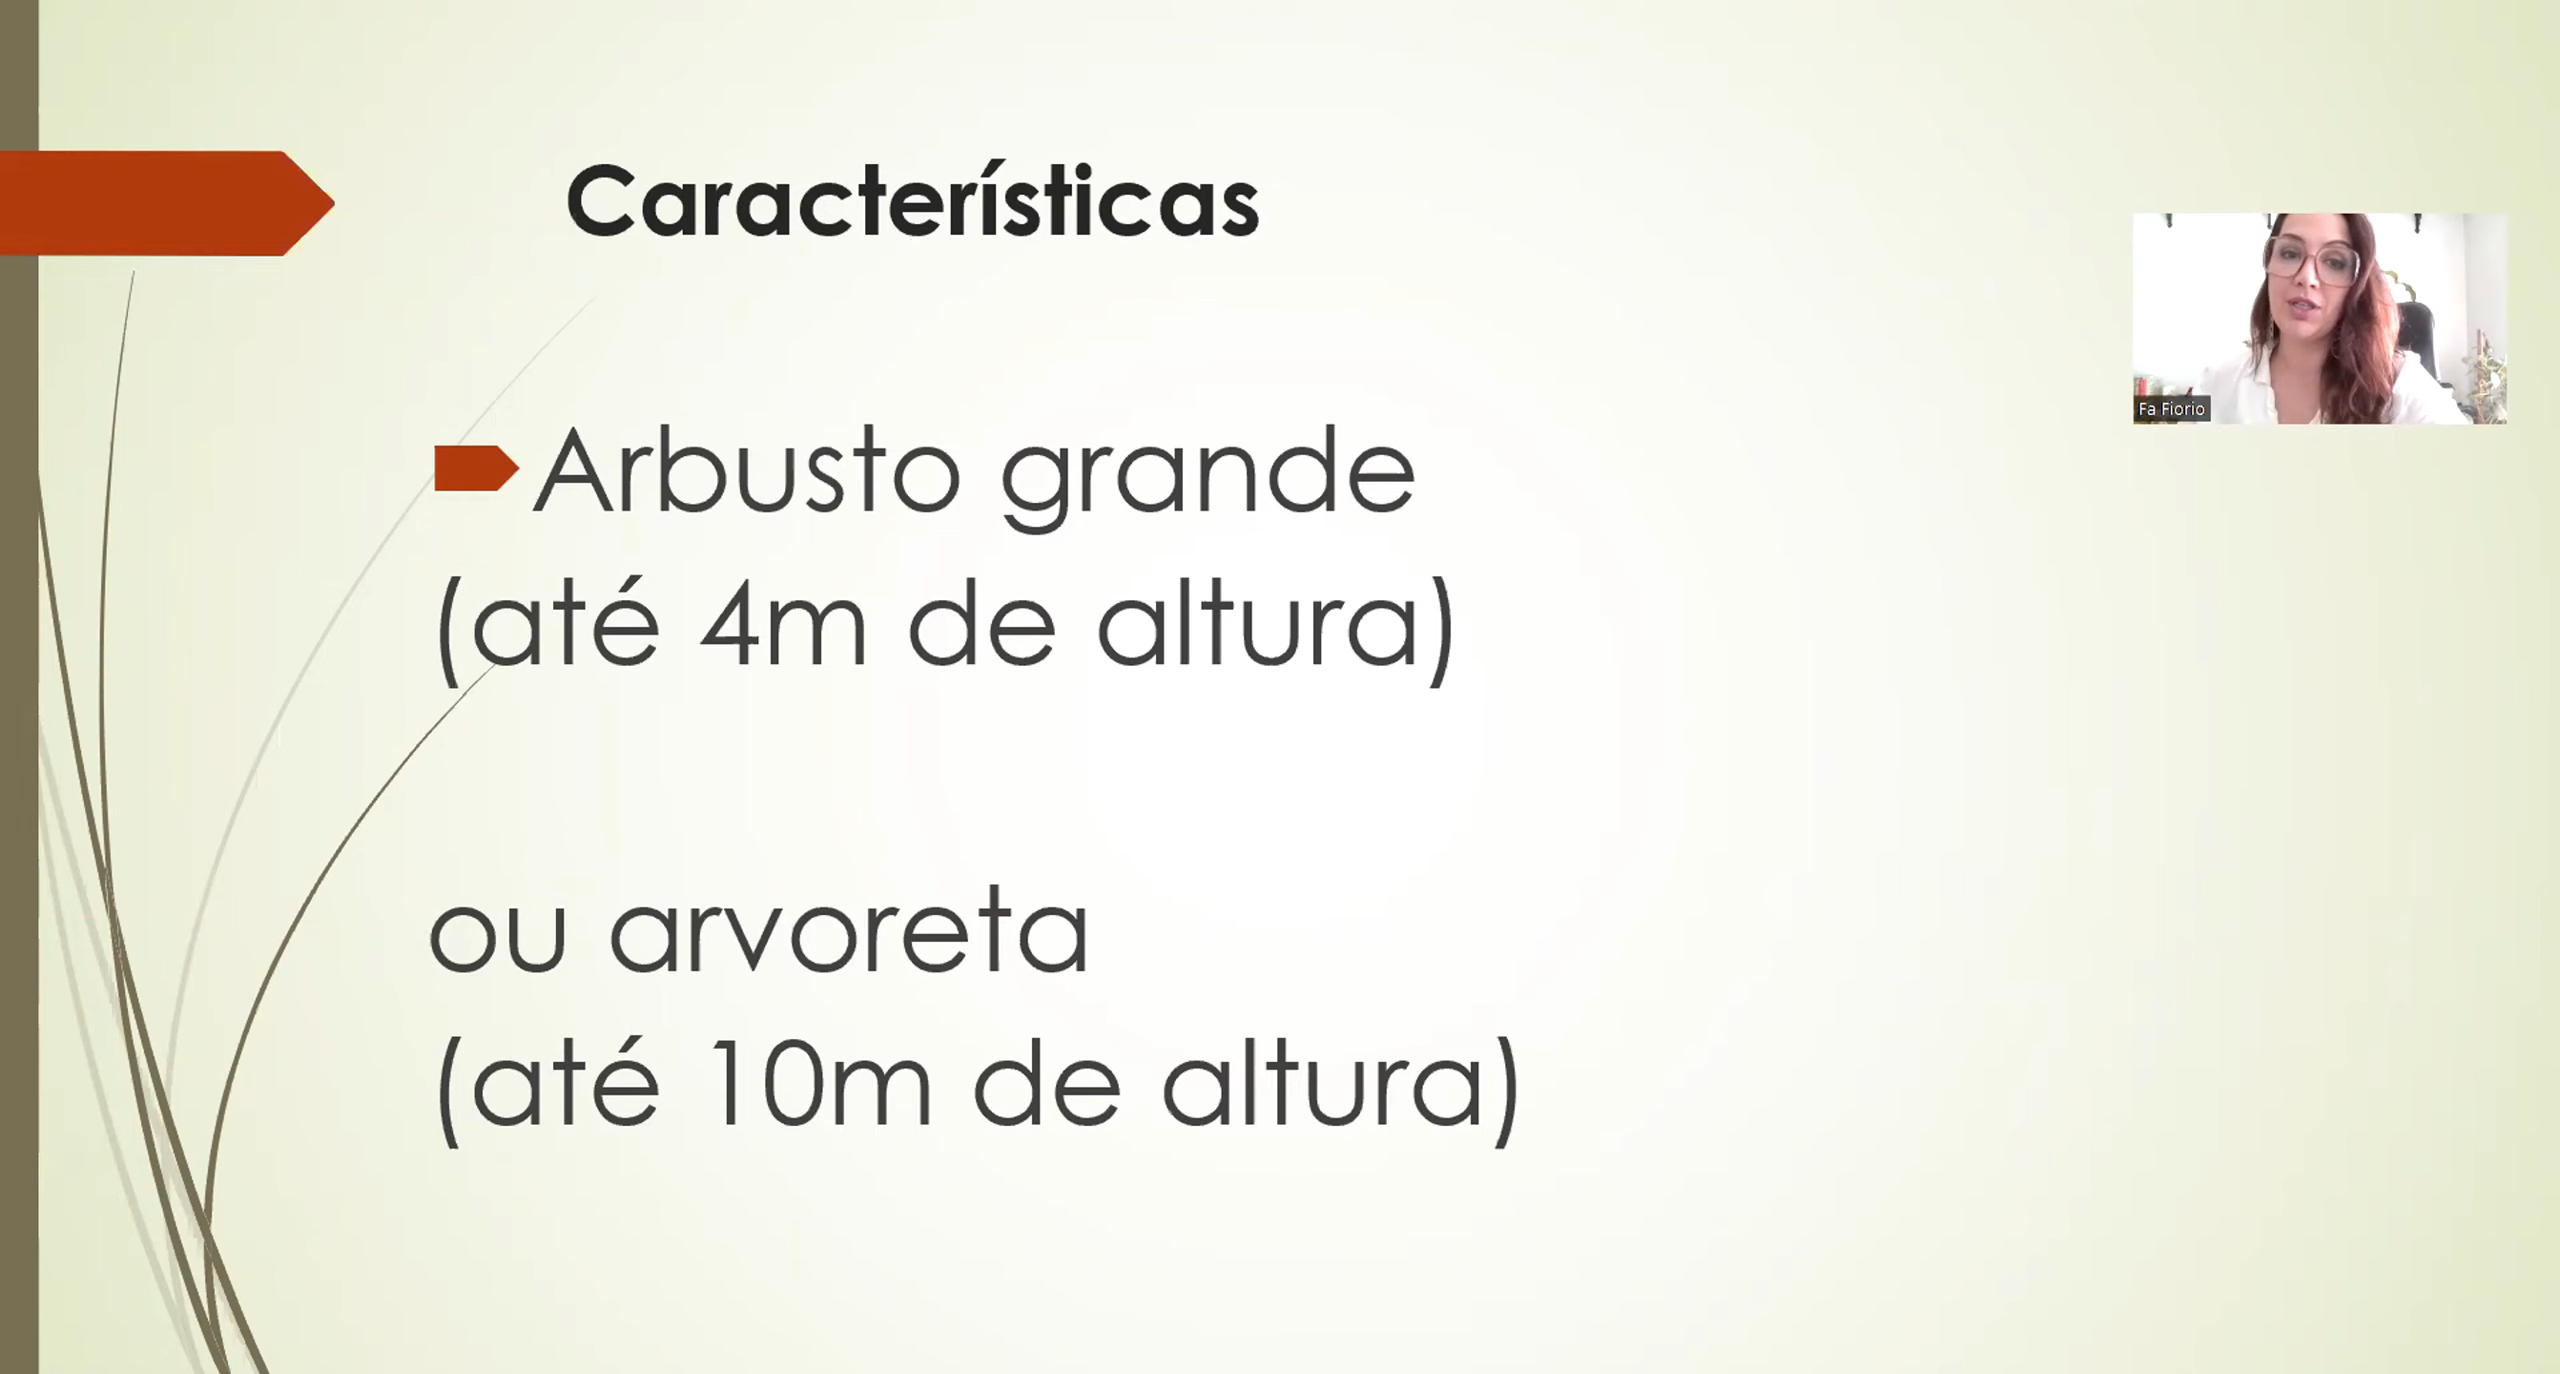 Características
Arbusto grande
(até 4m de altura)
ou arvoreta
(até 10m de altura)
Fa Fiorio